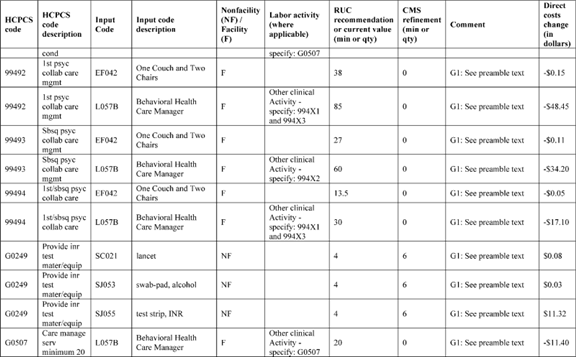 HCPCS code | HCPCS code description | Input Code | Input code description | Nonfacility (NF) / Facility (F) | Labor activity (where applicable) | RUC recommendation or current value (min or qty) | CMS refinement (min or qty) | Comment | Direct costs change (in dollars)
cond | specify: G0507
99492 | 1st psyc collab care mgmt | EF042 | One Couch and Two Chairs | F | | 38 | 0 | G1: See preamble text | -$0.15
99492 | 1st psyc collab care mgmt | L057B | Behavioral Health Care Manager | F | Other clinical Activity - specify: 994X1 and 994X3 | 85 | 0 | G1: See preamble text | -$48.45
99493 | Sbsq psyc collab care mgmt | EF042 | One Couch and Two Chairs | F | | 27 | 0 | G1: See preamble text | -$0.11
99493 | Sbsq psyc collab care mgmt | L057B | Behavioral Health Care Manager | F | Other clinical Activity - specify: 994X2 | 60 | 0 | G1: See preamble text | -$34.20
99494 | 1st/sbsq psyc collab care | EF042 | One Couch and Two Chairs | F | | 13.5 | 0 | G1: See preamble text | -$0.05
99494 | 1st/sbsq psyc collab care | L057B | Behavioral Health Care Manager | F | Other clinical Activity - specify: 994X1 and 994X3 | 30 | 0 | G1: See preamble text | -$17.10
G0249 | Provide inr test mater/equip | SC021 | lancet | NF | | 4 | 6 | G1: See preamble text | $0.08
G0249 | Provide inr test mater/equip | SJ053 | swab-pad, alcohol | NF | | 4 | 6 | G1: See preamble text | $0.03
G0249 | Provide inr test mater/equip | SJ055 | test strip, INR | NF | | 4 | 6 | G1: See preamble text | $11.32
G0507 | Care manage serv minimum 20 | L057B | Behavioral Health Care Manager | F | Other clinical Activity - specify: G0507 | 20 | 0 | G1: See preamble text | -$11.40